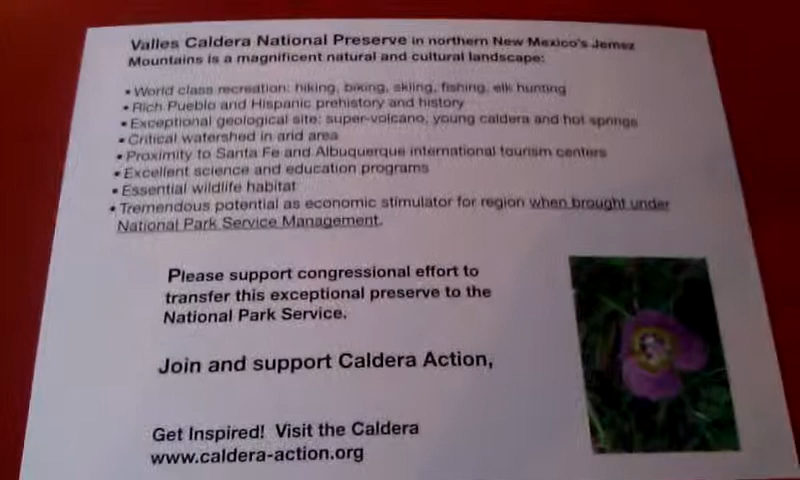 Valles Caldera National Preserve in northern New Mexico's Jemez
Mountains is a magnificent natural and cultural landscape:
• World class recreation: hiking, biking, skiing, fishing, elk hunting
• Rich Pueblo and Hispanic prehistory and history
• Exceptional geological site: super-volcano, young caldera and hot springs
• Critical watershed in arid area
• Proximity to Santa Fe and Albuquerque international tourism centers
• Excellent science and education programs
• Essential wildlife habitat
• Tremendous potential as economic stimulator for region when brought under
National Park Service Management.
Please support congressional effort to
transfer this exceptional preserve to the
National Park Service.
Join and support Caldera Action,
Get Inspired! Visit the Caldera
www.caldera-action.org